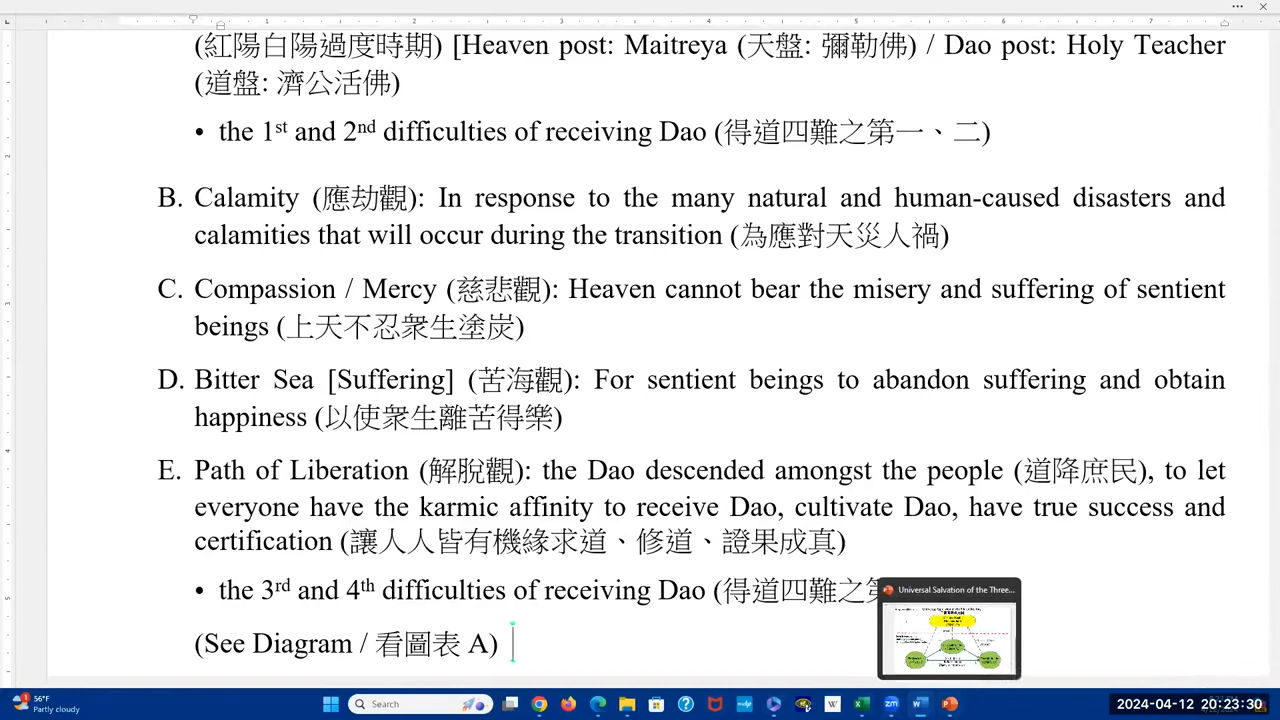 1 2 3 4 5 6 7
(紅陽白陽過度時期) [Heaven post: Maitreya (天盤: 彌勒佛) / Dao post: Holy Teacher
(道盤: 濟公活佛)
• the 1st and 2nd difficulties of receiving Dao (得道四難之第一、二)
B. Calamity (應劫觀): In response to the many natural and human-caused disasters and
calamities that will occur during the transition (為應對天災人禍)
C. Compassion / Mercy (慈悲觀): Heaven cannot bear the misery and suffering of sentient
beings (上天不忍衆生塗炭)
D. Bitter Sea [Suffering] (苦海觀): For sentient beings to abandon suffering and obtain
happiness (以使衆生離苦得樂)
E. Path of Liberation (解脫觀): the Dao descended amongst the people (道降庶民), to let
everyone have the karmic affinity to receive Dao, cultivate Dao, have true success and
certification (讓人人皆有機緣求道、修道、證果成真)
• the 3rd and 4th difficulties of receiving Dao (得道四難之第
Universal Salvation of the Three...
(See Diagram / 看圖表 A)
56°F
Partly cloudy
Search
2024-04-12 20:23:30